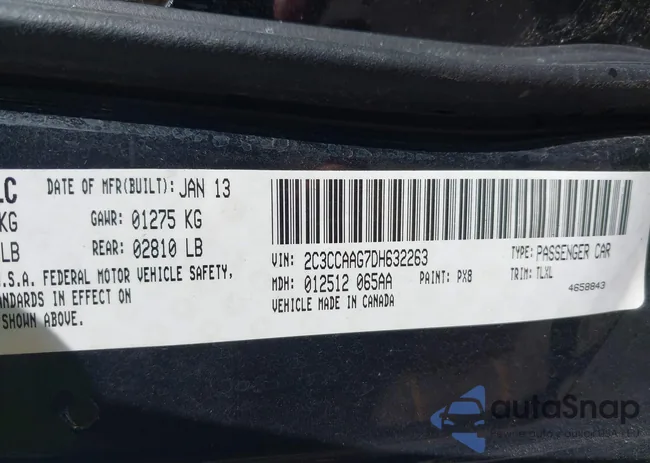 LC DATE OF MFR(BUILT): JAN 13
KG GAWR: 01275 KG
LB REAR: 02810 LB
U.S.A. FEDERAL MOTOR VEHICLE SAFETY,
STANDARDS IN EFFECT ON
SHOWN ABOVE.
VIN: 2C3CCAAG7DH632263 TYPE: PASSENGER CAR
MDH: 012512 065AA PAINT: PX8 TRIM: TLXL
VEHICLE MADE IN CANADA 4658843
autoSnap